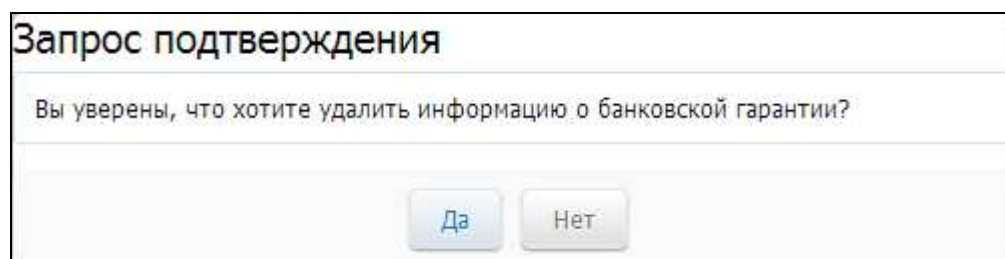 Запрос подтверждения
Вы уверены, что хотите удалить информацию о банковской гарантии?
Да Нет